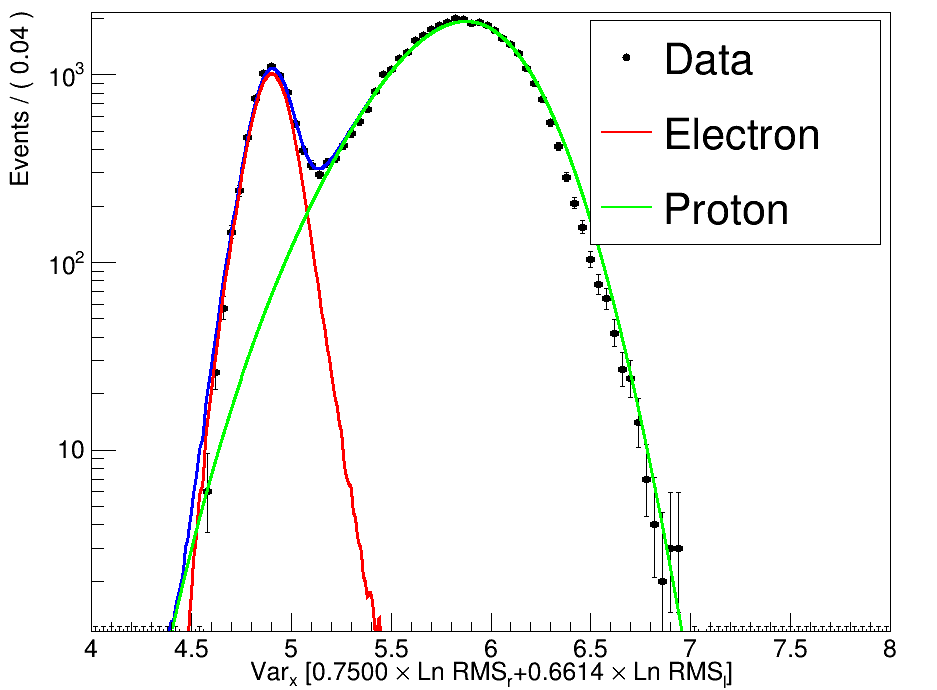 Events / ( 0.04 )
10³
10²
10
Data
Electron
Proton
4 4.5 5 5.5 6 6.5 7 7.5 8
Varₓ [0.7500 × Ln RMSᵣ+0.6614 × Ln RMSₗ]